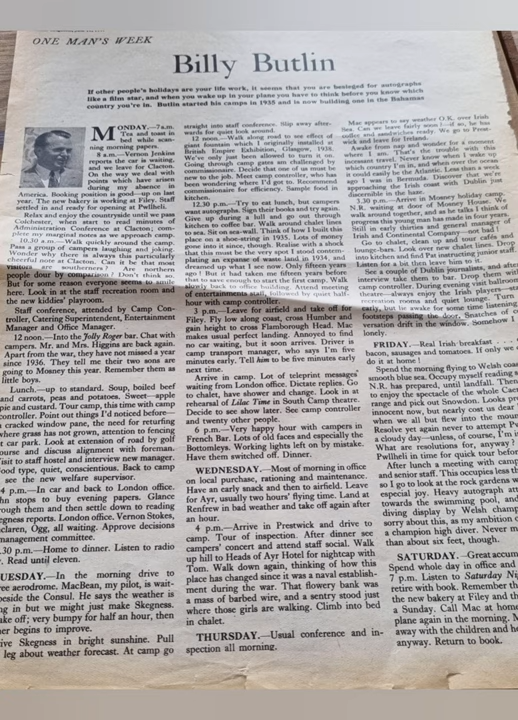 ONE MAN'S WEEK
Billy Butlin
If other people's holidays are your life work, it seems that you are besieged for autographs
like a film star, and when you wake up in your plane you have to think before you know which
country you're in. Butlin started his camps in 1935 and is now building one in the Bahamas
MONDAY.—7 a.m.
Tea and toast in
bed while scan-
ning morning papers.
8 a.m.—Vernon Jenkins
reports the car is waiting,
and we leave for Clacton.
On the way we deal
with points which have
arisen during my absence in
America. Booking position is good—up on last
year. The new bakery is working at Filey. Staff
settled in and ready for opening at Pwllheli.
Relax and enjoy the countryside until we pass
Colchester, when start to read minutes of
Administration Conference at Clacton; com-
plete my marginal notes as we approach camp.
10.30 a.m.—Walk quickly around the camp.
Pass a group of campers laughing and joking.
Wonder why there is always this particularly
cheerful note at Clacton. Can it be that most
visitors are southerners? Are northern
people dour by comparison? Don't think so.
But for some reason everyone seems to smile
here. Look in at the staff recreation room and
the new kiddies' playroom.
Staff conference, attended by Camp Con-
troller, Catering Superintendent, Entertainment
Manager and Office Manager.
12 noon.—Into the Jolly Roger bar. Chat with
campers. Mr. and Mrs. Higgins are back again.
Apart from the war, they have not missed a year
since 1936. They tell me their two sons are
going to Mosney this year. Remember them as
little boys.
Lunch.—up to standard. Soup, boiled beef
and carrots, peas and potatoes. Sweet—apple
pie and custard. Tour camp, this time with camp
controller. Point out things I'd noticed before—
a cracked window pane, the need for returfing
where grass has not grown, attention to fencing
at car park. Look at extension of road by golf
course and discuss alignment with foreman.
Visit to staff hostel and interview new manager.
Good type, quiet, conscientious. Back to camp
see the new welfare supervisor.
4 p.m.—In car and back to London office.
stops to buy evening papers. Glance
through them and then settle down to reading
Skegness reports. London office. Vernon Stokes,
Ogg, all waiting. Approve decisions
management committee.
.30 p.m.—Home to dinner. Listen to radio
Read until eleven.
TUESDAY.—In the morning drive to
aerodrome. MacBean, my pilot, is wait-
beside the Consul. He says the weather is
but we might just make Skegness.
Take off; very bumpy for half an hour, then
begins to improve.
Skegness in bright sunshine. Pull
leg about weather forecast. At camp go
straight into staff conference. Slip away after-
wards for quiet look around.
12 noon.—Walk along road to see effect of
giant fountain which I originally installed at
British Empire Exhibition, Glasgow, 1938.
We've only just been allowed to turn it on.
Going through camp gates am challenged by
commissionaire. Decide that one of us must be
new to the job. Meet camp controller, who has
been wondering where I'd got to. Congratulate
commissionaire for efficiency. Sample food in
kitchen.
12.30 p.m.—Try to eat lunch, but campers
want autographs. Sign their books and try again.
Give up during a lull and go out through
kitchen to coffee bar. Walk around chalet lines
to sea. Sit on sea-wall. Think of how I built this
place on a shoe-string in 1935. Lots of money
gone into it since, though. Realise with a shock
that this must be the very spot I stood contem-
plating an expanse of waste land in 1934, and
dreamed up what I see now. Only fifteen years
ago! But it had taken me fifteen years before
that to save enough to start the first camp. Walk
slowly back to office thinking. Attend meeting
of entertainments staff, followed by quiet half-
hour with camp controller.
3 p.m.—Leave for airfield and take off for
Filey. Fly low along coast, cross Humber and
gain height to cross Flamborough Head. Mac
makes usual perfect landing. Annoyed to find
no car waiting, but it soon arrives. Driver is
camp transport manager, who says I'm five
minutes early. Tell him to be five minutes early
next time.
Arrive in camp. Lot of teleprint messages
waiting from London office. Dictate replies. Go
to chalet, have shower and change. Look in at
rehearsal of Lilac Time in South Camp theatre.
Decide to see show later. See camp controller
and twenty other people.
6 p.m.—Very happy with campers in
French Bar. Lots of old faces and especially the
Bottomleys. Working lights left on by mistake.
Have them switched off. Dinner.
WEDNESDAY.—Most of morning in office
on local purchase, rationing and maintenance.
Have an early snack and then to airfield. Leave
for Ayr, usually two hours' flying time. Land at
Renfrew in bad weather and take off again after
an hour.
4 p.m.—Arrive in Prestwick and drive to
camp. Tour of inspection. After dinner see
campers' concert and attend staff social. Walk
up hill to Heads of Ayr Hotel for nightcap with
Tom. Walk down again, thinking of how this
place has changed since it was a naval establish-
ment during the war. That flowery bank was
a mass of barbed wire, and a sentry stood just
where those girls are walking. Climb into bed
in chalet.
THURSDAY.—Usual conference and in-
spection all morning.
Mac appears to say weather O.K. over Irish
Sea. Can we leave fairly soon?—if so, he has
coffee and sandwiches ready. We go to Prest-
wick and leave for Dublin.
Awake from nap and wonder for a moment
where I am. That's the trouble with this
incessant travel. Never know when I wake up
which country I'm in, and when over the ocean
it could easily be the Atlantic. Less than a week
ago I was in Bermuda. Discover that we're
approaching the Irish coast with Dublin just
discernible in the haze.
3.30 p.m.—Arrive in Mosney holiday camp.
N.R. waiting at door of Mosney House. We
walk around together, and as he talks I think of
progress this young man has made in four years.
Still in early thirties and general manager of
Irish and Continental Company—not bad!
Go to chalet, clean up and tour cafés and
lounge-bars. Look over new chalet lines. Drop
into kitchen and find Pat instructing junior staff.
Listen for a bit then leave him to it.
See a couple of Dublin journalists, and after
interview take them to bar. Drop them with
camp controller. During evening visit ballroom,
theatre—always enjoy the Irish players—
recreation rooms and quiet lounge. Turn
early, but lie awake for some time listening
footsteps passing the door. Snatches of con-
versation drift in the window. Somehow I
lonely.
FRIDAY.—Real Irish breakfast . . .
bacon, sausages and tomatoes. If only we
do it at home!
Spend the morning flying to Welsh coast
smooth blue sea. Occupy myself reading
N.R. has prepared, until landfall. Then
to enjoy the spectacle of the whole Caer
range and pick out Snowdon. Looks pretty
innocent now, but nearly cost us dear
when we all but flew into the mountain
Resolve yet again never to attempt Pwllheli
a cloudy day—unless, of course, I'm in
What are resolutions for, anyway?
Pwllheli in time for quick tour before
After lunch a meeting with camp
and senior staff. This occupies less than
so I go to look at the rock gardens
especial joy. Heavy autograph
towards the swimming pool, and
diving display by Welsh champ
sorry about this, as my ambition
a champion high diver. Never managed
than about six feet, though.
SATURDAY.—Great accum
Spend whole day in office and
7 p.m. Listen to Saturday Ni
retire with book. Remember that
the new bakery at Filey and the
a Sunday. Call Mac at home
plane again in the morning. M
away with the children and he
anyway. Return to book.